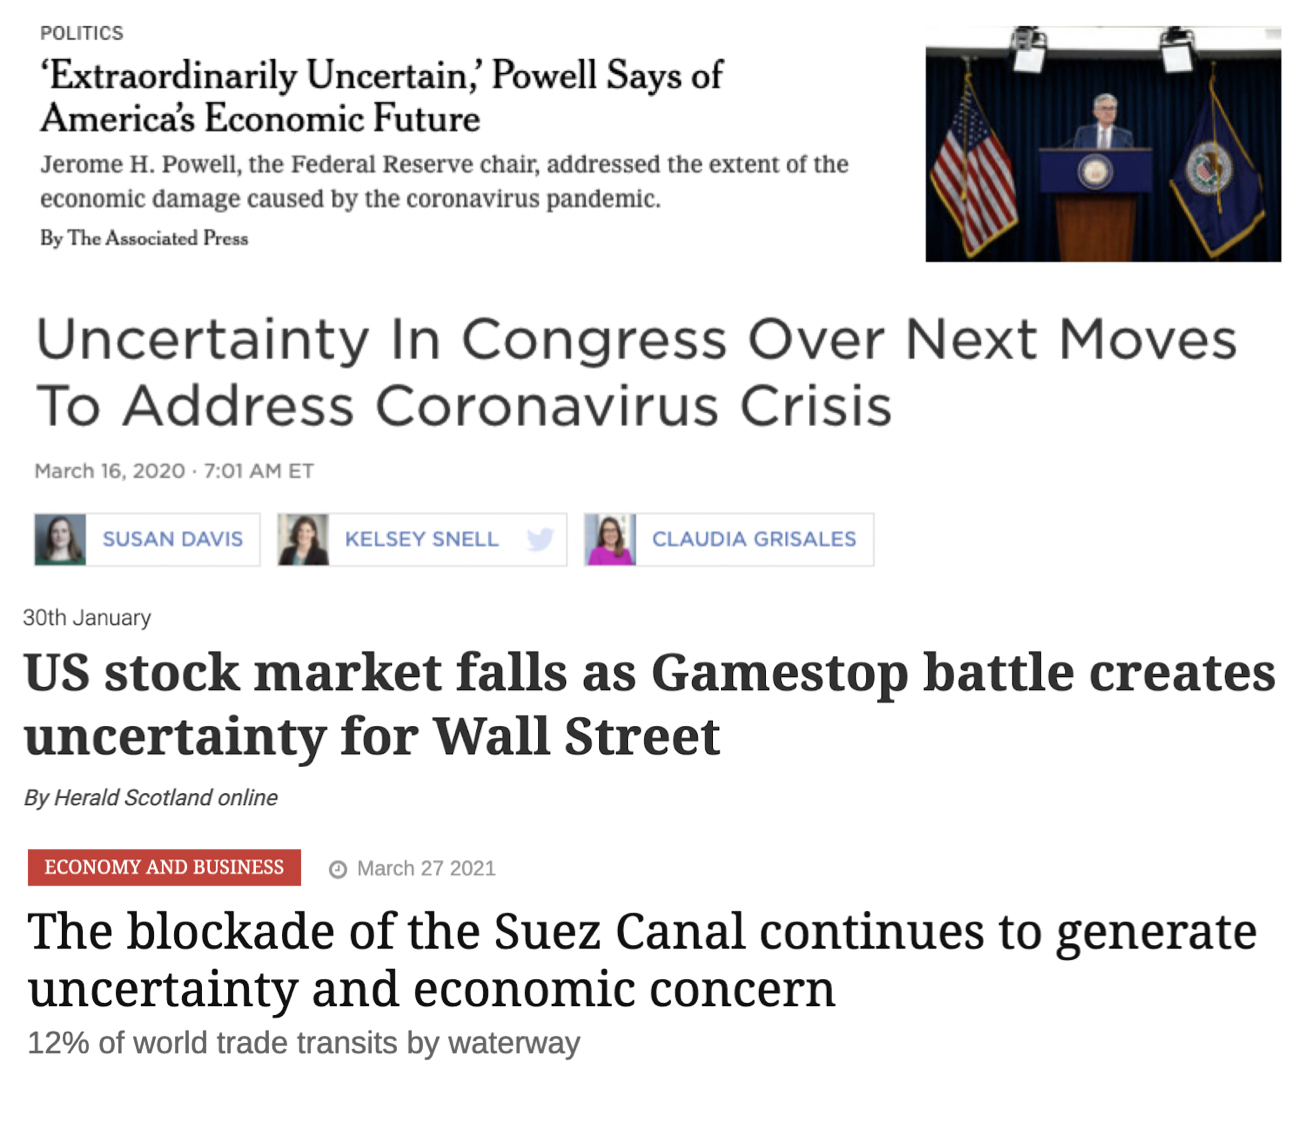 POLITICS
‘Extraordinarily Uncertain,’ Powell Says of
America’s Economic Future
Jerome H. Powell, the Federal Reserve chair, addressed the extent of the
economic damage caused by the coronavirus pandemic.
By The Associated Press
Uncertainty In Congress Over Next Moves
To Address Coronavirus Crisis
March 16, 2020 · 7:01 AM ET
SUSAN DAVIS
KELSEY SNELL
CLAUDIA GRISALES
30th January
US stock market falls as Gamestop battle creates
uncertainty for Wall Street
By Herald Scotland online
ECONOMY AND BUSINESS
March 27 2021
The blockade of the Suez Canal continues to generate
uncertainty and economic concern
12% of world trade transits by waterway